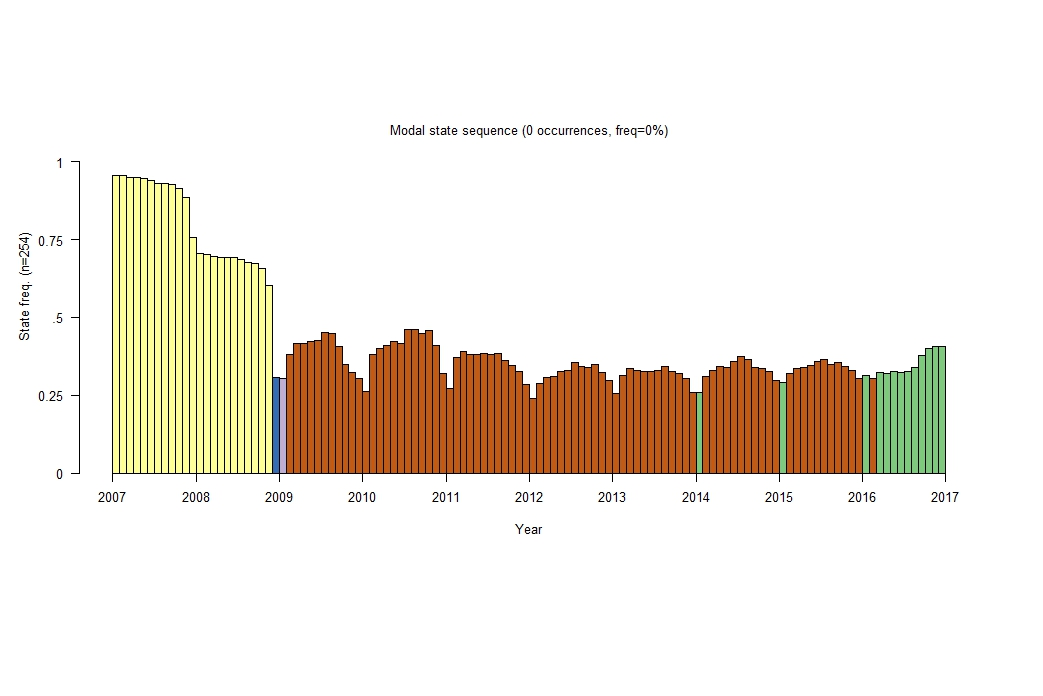 Modal state sequence (0 occurrences, freq=0%)
State freq. (n=254)
1
0.75
.5
0.25
0
2007 2008 2009 2010 2011 2012 2013 2014 2015 2016 2017
Year